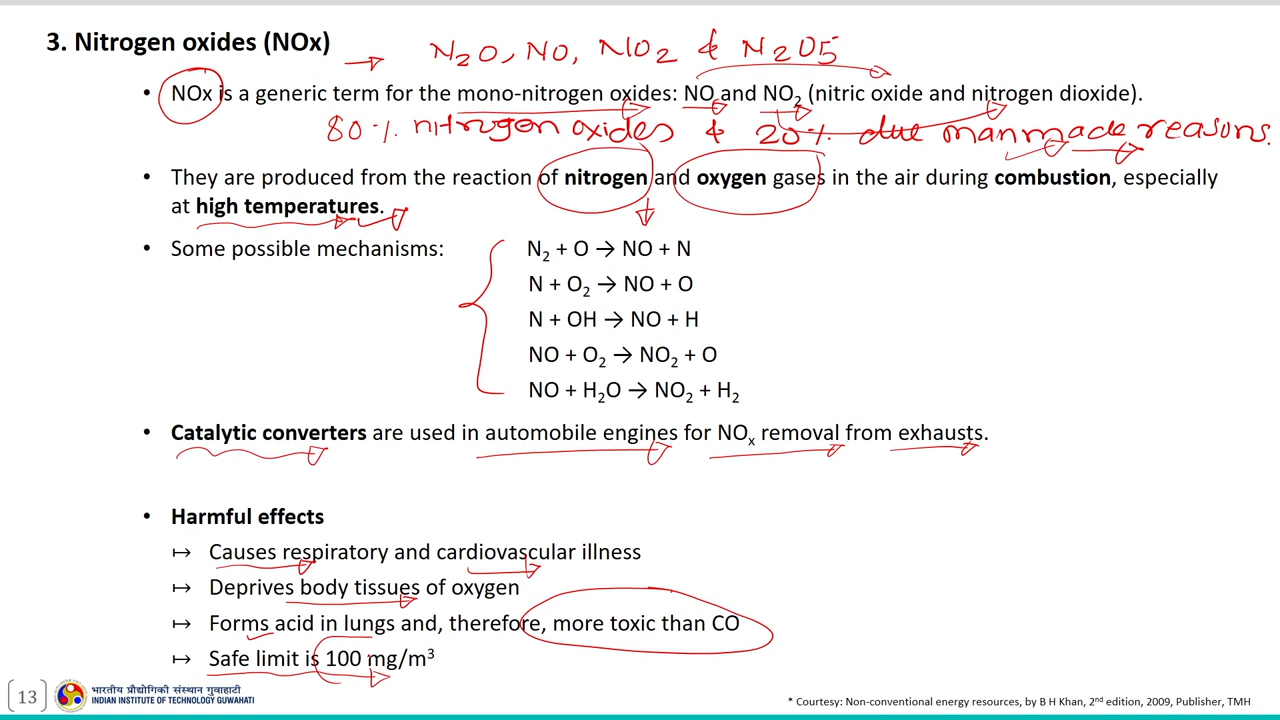 3. Nitrogen oxides (NOx)
→ N2O, NO, NO2 & N2O5
• NOx is a generic term for the mono-nitrogen oxides: NO and NO₂ (nitric oxide and nitrogen dioxide).
80% nitrogen oxides & 20% due manmade reasons.
• They are produced from the reaction of nitrogen and oxygen gases in the air during combustion, especially
at high temperatures.
• Some possible mechanisms:
N₂ + O → NO + N
N + O₂ → NO + O
N + OH → NO + H
NO + O₂ → NO₂ + O
NO + H₂O → NO₂ + H₂
• Catalytic converters are used in automobile engines for NOₓ removal from exhausts.
• Harmful effects
↦ Causes respiratory and cardiovascular illness
↦ Deprives body tissues of oxygen
↦ Forms acid in lungs and, therefore, more toxic than CO
↦ Safe limit is 100 mg/m³
13
भारतीय प्रौद्योगिकी संस्थान गुवाहाटी
INDIAN INSTITUTE OF TECHNOLOGY GUWAHATI
* Courtesy: Non-conventional energy resources, by B H Khan, 2nd edition, 2009, Publisher, TMH